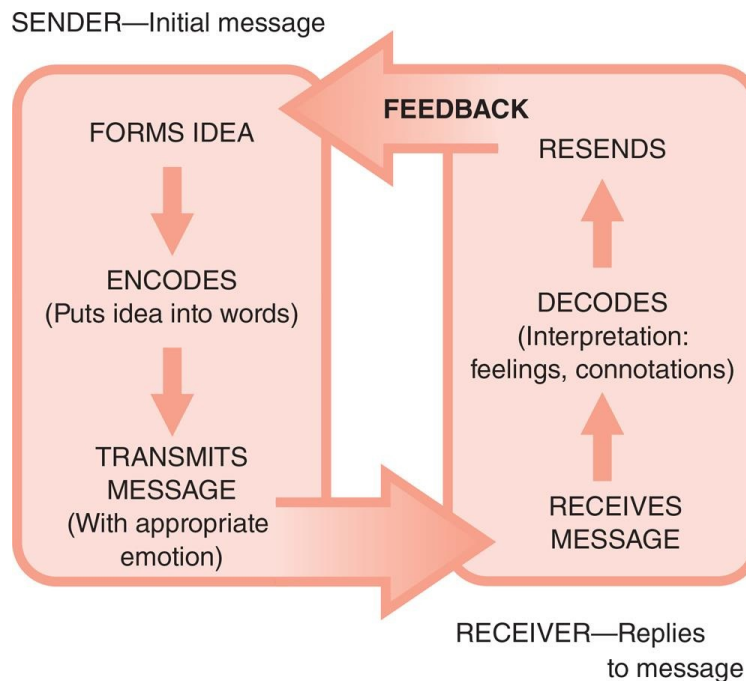 SENDER—Initial message
FORMS IDEA
ENCODES
(Puts idea into words)
TRANSMITS
MESSAGE
(With appropriate
emotion)
FEEDBACK
RESENDS
DECODES
(Interpretation:
feelings, connotations)
RECEIVES
MESSAGE
RECEIVER—Replies
to message